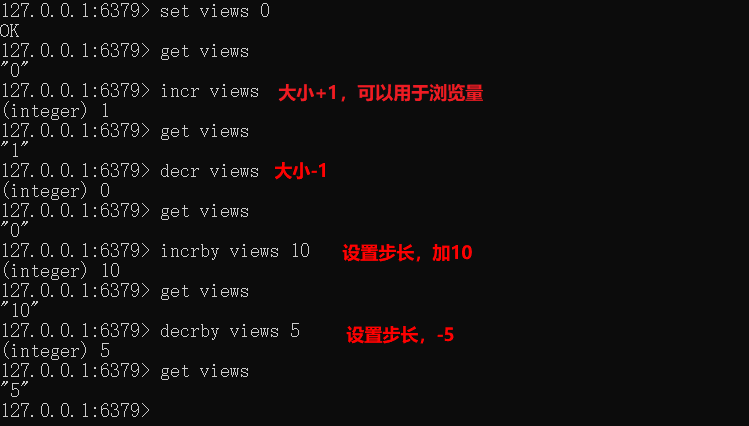 127.0.0.1:6379> set views 0
OK
127.0.0.1:6379> get views
"0"
127.0.0.1:6379> incr views 大小+1，可以用于浏览量
(integer) 1
127.0.0.1:6379> get views
"1"
127.0.0.1:6379> decr views 大小-1
(integer) 0
127.0.0.1:6379> get views
"0"
127.0.0.1:6379> incrby views 10 设置步长，加10
(integer) 10
127.0.0.1:6379> get views
"10"
127.0.0.1:6379> decrby views 5 设置步长，-5
(integer) 5
127.0.0.1:6379> get views
"5"
127.0.0.1:6379>